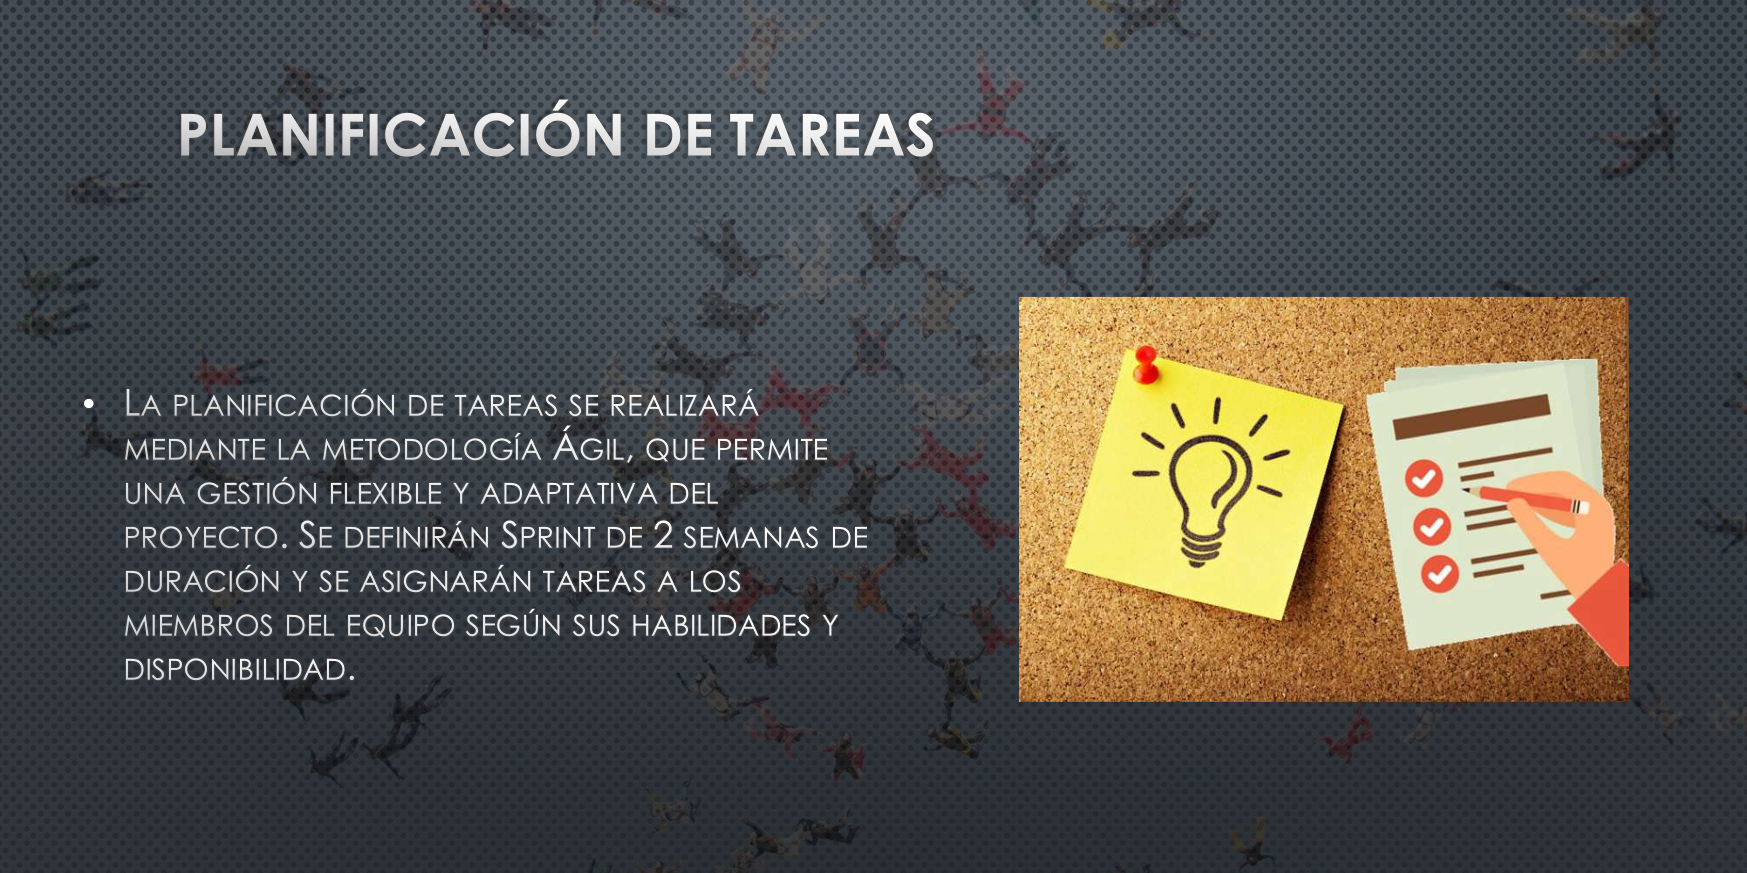 PLANIFICACIÓN DE TAREAS
• La planificación de tareas se realizará
mediante la metodología Ágil, que permite
una gestión flexible y adaptativa del
proyecto. Se definirán Sprint de 2 semanas de
duración y se asignarán tareas a los
miembros del equipo según sus habilidades y
disponibilidad.